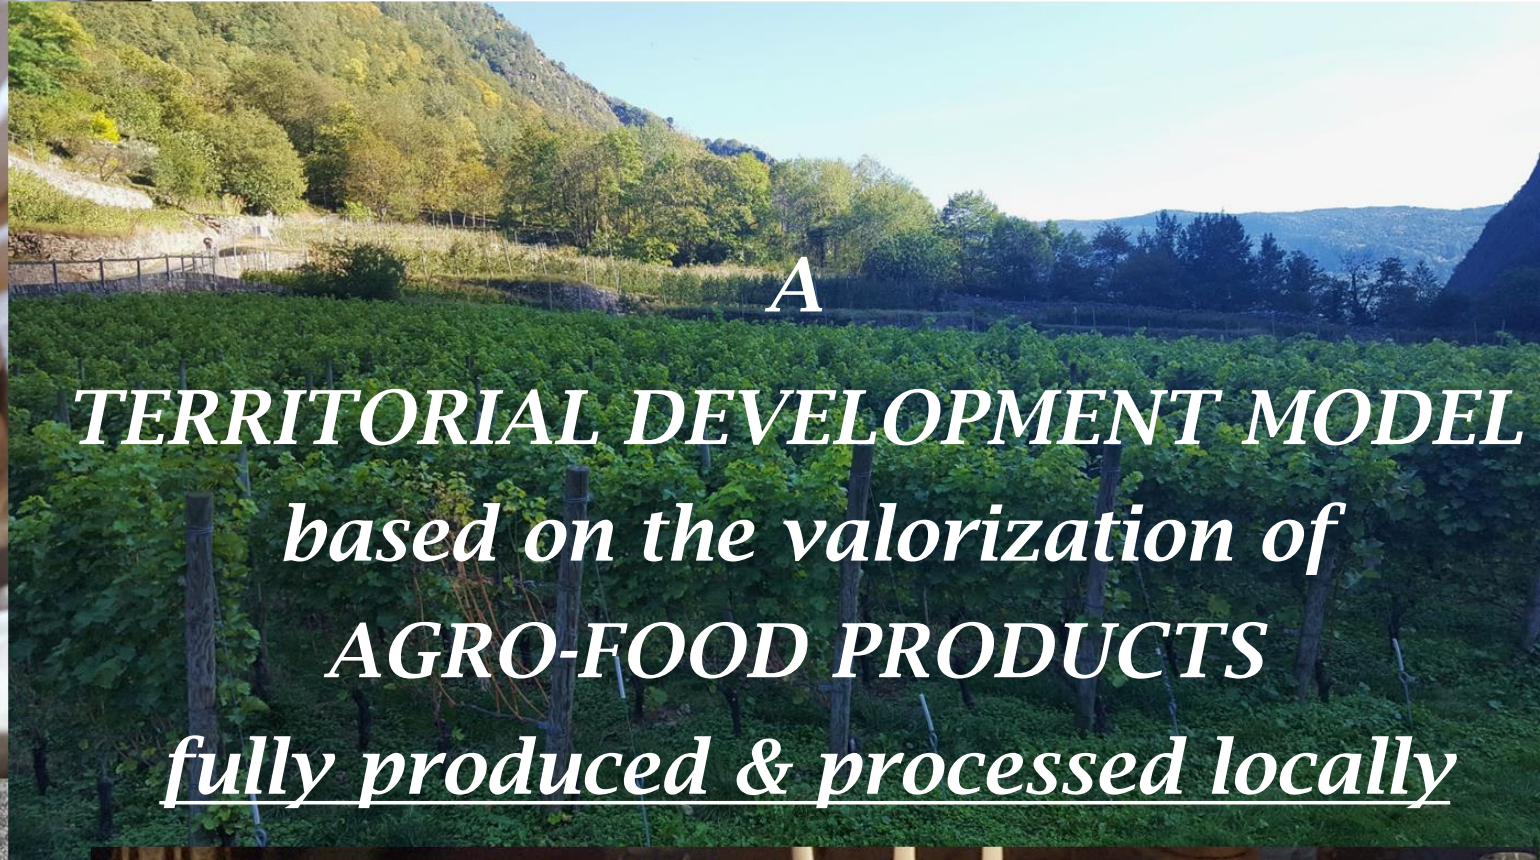 A
TERRITORIAL DEVELOPMENT MODEL
based on the valorization of
AGRO-FOOD PRODUCTS
fully produced & processed locally